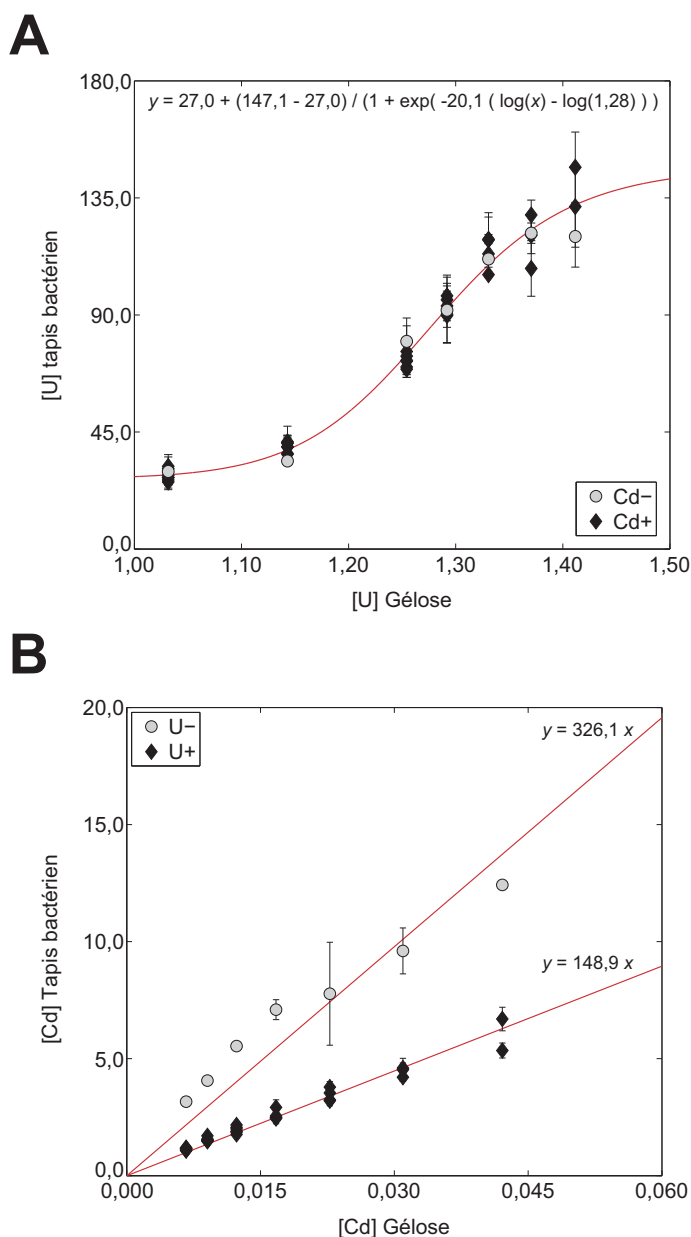 A
180,0
y = 27,0 + (147,1 - 27,0) / (1 + exp( -20,1 ( log(x) - log(1,28) ) )
135,0
90,0
45,0
0,0
[U] tapis bactérien
Cd−
Cd+
1,00
1,10
1,20
1,30
1,40
1,50
[U] Gélose
B
20,0
15,0
10,0
5,0
0,0
[Cd] Tapis bactérien
U−
U+
y = 326,1 x
y = 148,9 x
0,000
0,015
0,030
0,045
0,060
[Cd] Gélose